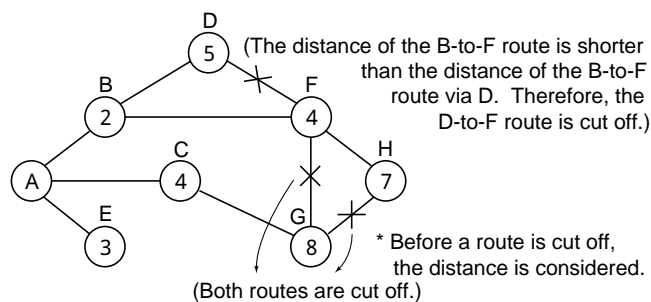 D
5
(The distance of the B-to-F route is shorter
than the distance of the B-to-F
route via D. Therefore, the
D-to-F route is cut off.)
B
2
F
4
A
C
4
H
7
E
3
G
8
* Before a route is cut off,
the distance is considered.
(Both routes are cut off.)